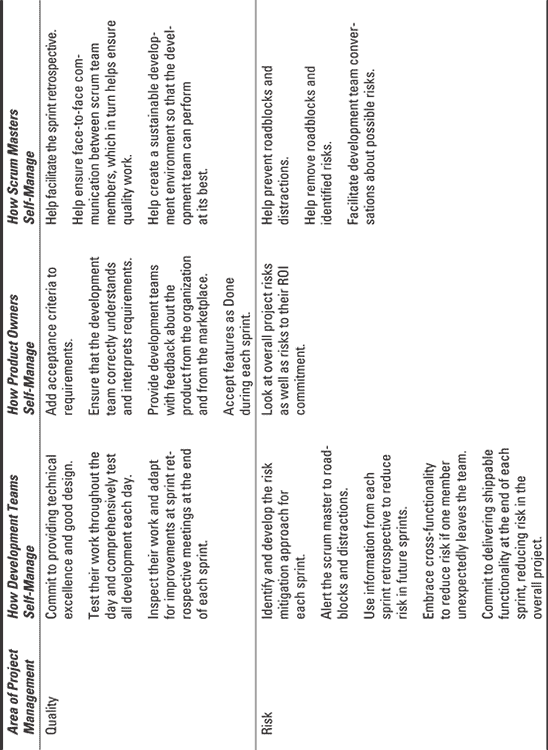 Area of Project
Management
How Development Teams
Self-Manage
How Product Owners
Self-Manage
How Scrum Masters
Self-Manage
Quality
Commit to providing technical
excellence and good design.
Test their work throughout the
day and comprehensively test
all development each day.
Inspect their work and adapt
for improvements at sprint ret-
rospective meetings at the end
of each sprint.
Add acceptance criteria to
requirements.
Ensure that the development
team correctly understands
and interprets requirements.
Provide development teams
with feedback about the
product from the organization
and from the marketplace.
Accept features as Done
during each sprint.
Help facilitate the sprint retrospective.
Help ensure face-to-face com-
munication between scrum team
members, which in turn helps ensure
quality work.
Help create a sustainable develop-
ment environment so that the devel-
opment team can perform
at its best.
Risk
Identify and develop the risk
mitigation approach for
each sprint.
Alert the scrum master to road-
blocks and distractions.
Use information from each
sprint retrospective to reduce
risk in future sprints.
Embrace cross-functionality
to reduce risk if one member
unexpectedly leaves the team.
Commit to delivering shippable
functionality at the end of each
sprint, reducing risk in the
overall project.
Look at overall project risks
as well as risks to their ROI
commitment.
Help prevent roadblocks and
distractions.
Help remove roadblocks and
identified risks.
Facilitate development team conver-
sations about possible risks.